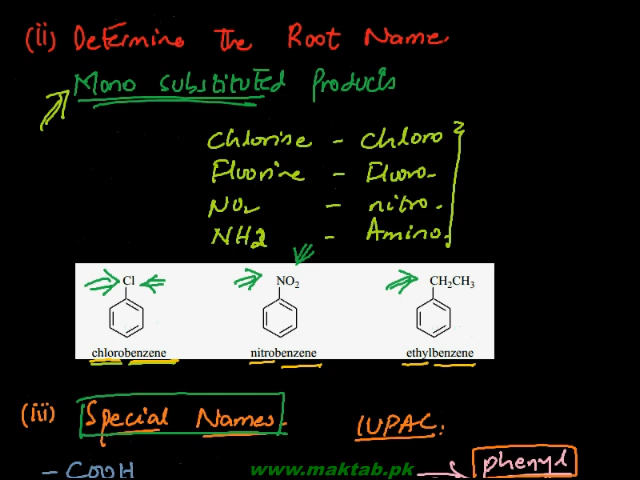 (ii) Determine the Root Name
Mono substituted Products
Chlorine - Chloro
Fluorine - Fluoro.
NO2 - nitro.
NH2 - Amino.
Cl NO2 CH2CH3
chlorobenzene nitrobenzene ethylbenzene
(iii) Special Names. IUPAC.
- COOH phenyl
www.maktab.pk